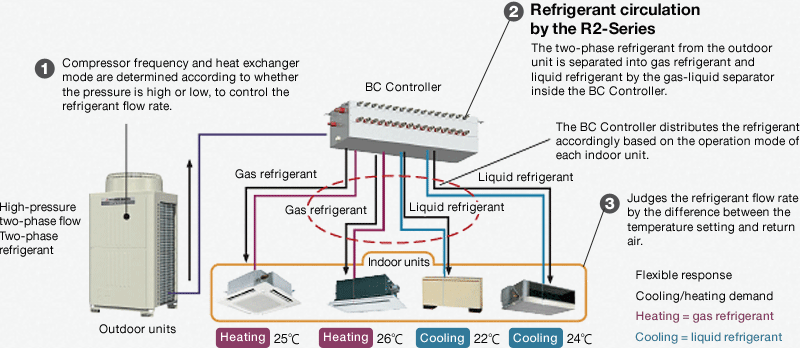 2 Refrigerant circulation
by the R2-Series
The two-phase refrigerant from the outdoor
unit is separated into gas refrigerant and
liquid refrigerant by the gas-liquid separator
inside the BC Controller.
1 Compressor frequency and heat exchanger
mode are determined according to whether
the pressure is high or low, to control the
refrigerant flow rate.
BC Controller
The BC Controller distributes the refrigerant
accordingly based on the operation mode of
each indoor unit.
Gas refrigerant
Liquid refrigerant
Gas refrigerant
Liquid refrigerant
3 Judges the refrigerant flow rate
by the difference between the
temperature setting and return
air.
High-pressure
two-phase flow
Two-phase
refrigerant
Indoor units
Flexible response
Cooling/heating demand
Heating = gas refrigerant
Cooling = liquid refrigerant
Outdoor units
Heating 25℃
Heating 26℃
Cooling 22℃
Cooling 24℃